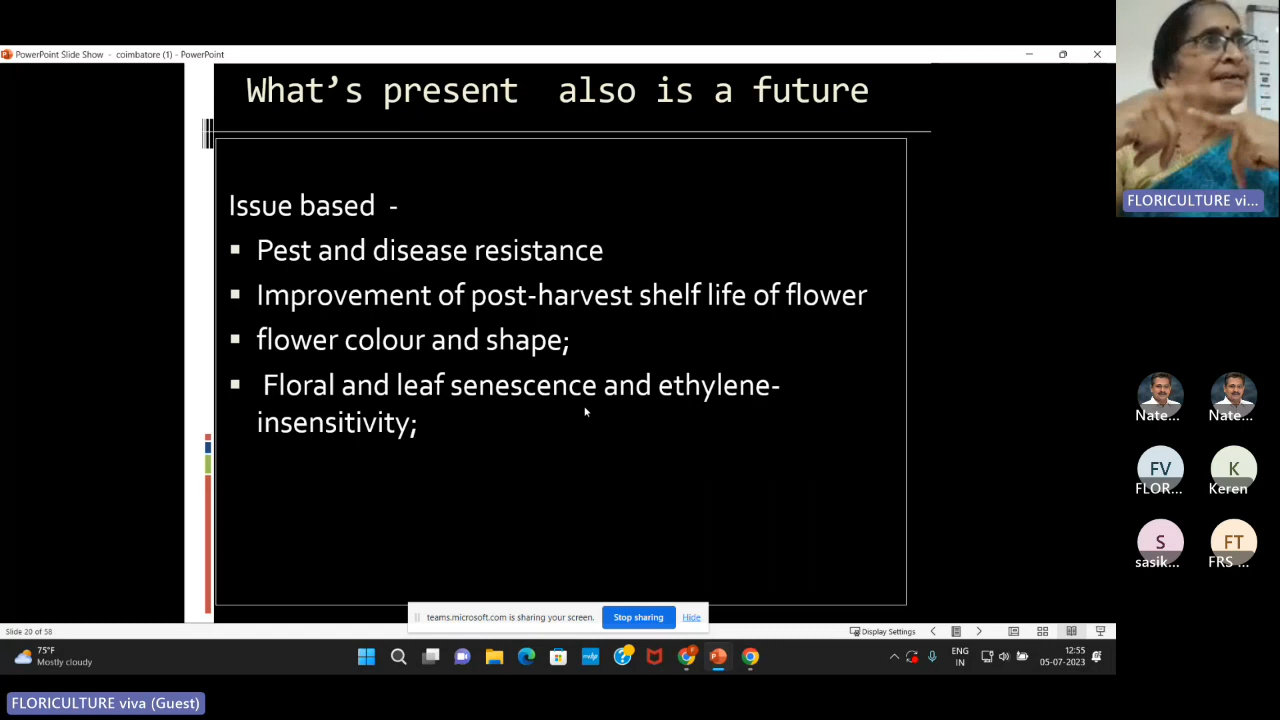 PowerPoint Slide Show - coimbatore (1) - PowerPoint
What's present also is a future
Issue based -
Pest and disease resistance
Improvement of post-harvest shelf life of flower
flower colour and shape;
Floral and leaf senescence and ethylene-
insensitivity;
teams.microsoft.com is sharing your screen. Stop sharing Hide
Slide 20 of 58
Display Settings
75°F
Mostly cloudy
ENG
IN
12:55
05-07-2023
FLORICULTURE vi...
Nate... Nate...
FV K
FLOR... Keren
S FT
sasik... FRS ...
FLORICULTURE viva (Guest)